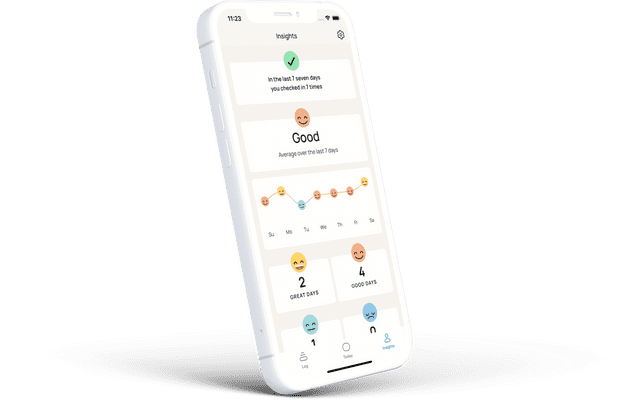 11:23
Insights
In the last 7 seven days
you checked in 7 times
Good
Average over the last 7 days
Su Mo Tu We Th Fr Sa
2 4
GREAT DAYS GOOD DAYS
1 0
Log Today Insights